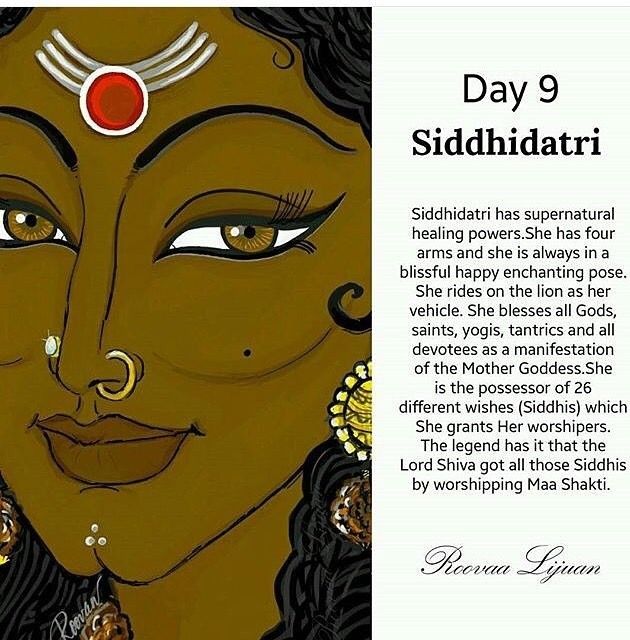 Day 9
Siddhidatri
Siddhidatri has supernatural
healing powers.She has four
arms and she is always in a
blissful happy enchanting pose.
She rides on the lion as her
vehicle. She blesses all Gods,
saints, yogis, tantrics and all
devotees as a manifestation
of the Mother Goddess.She
is the possessor of 26
different wishes (Siddhis) which
She grants Her worshipers.
The legend has it that the
Lord Shiva got all those Siddhis
by worshipping Maa Shakti.
Roovaa Lijuan
Roovan